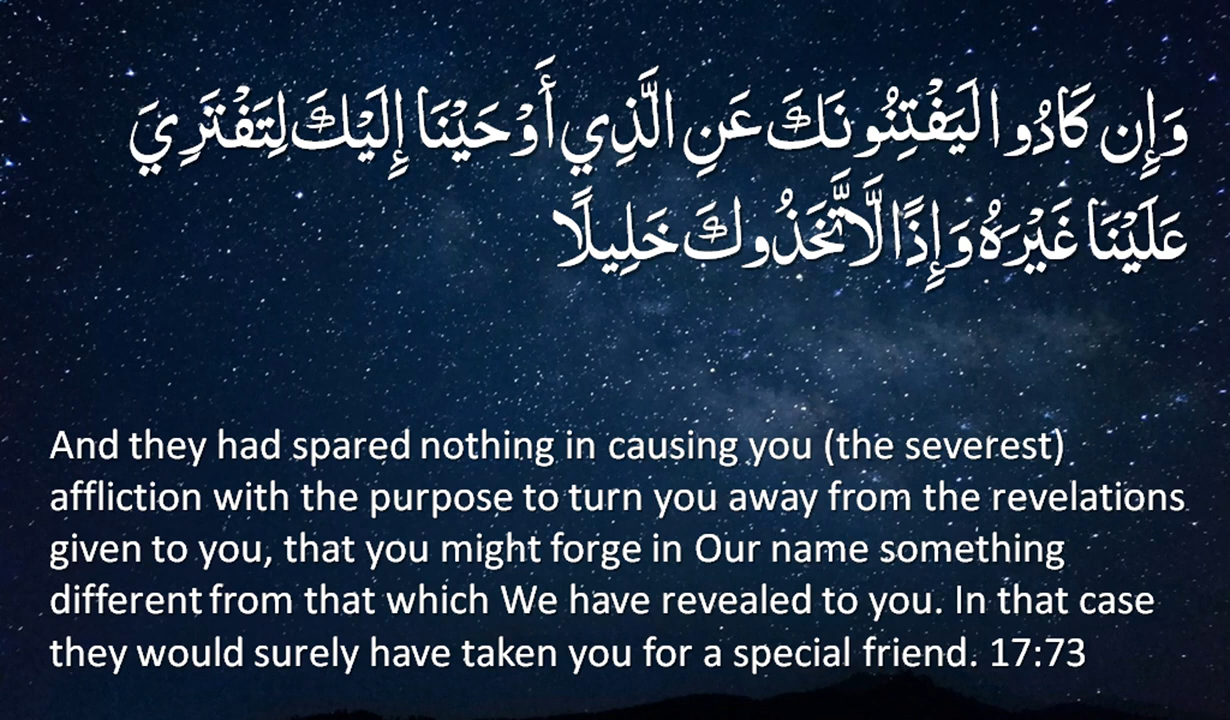 وَإِن كَادُوا لَيَفْتِنُونَكَ عَنِ الَّذِي أَوْحَيْنَا إِلَيْكَ لِتَفْتَرِيَ
عَلَيْنَا غَيْرَهُ وَإِذًا لَّاتَّخَذُوكَ خَلِيلًا
And they had spared nothing in causing you (the severest)
affliction with the purpose to turn you away from the revelations
given to you, that you might forge in Our name something
different from that which We have revealed to you. In that case
they would surely have taken you for a special friend. 17:73